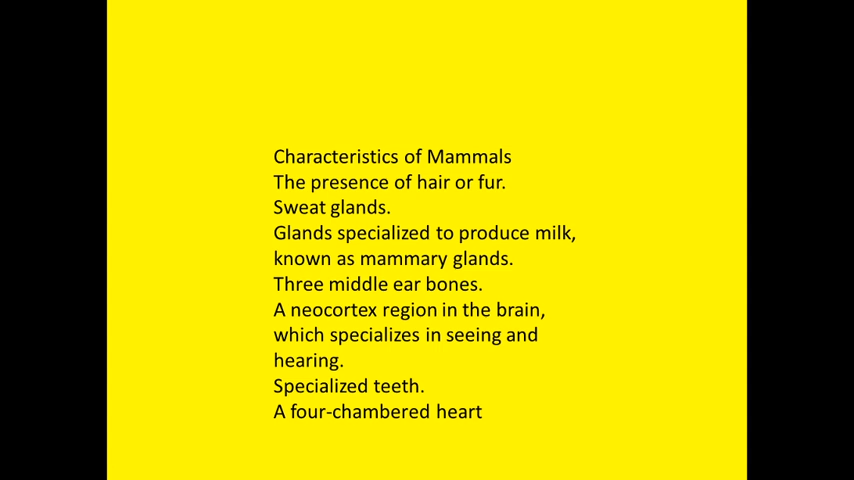 Characteristics of Mammals
The presence of hair or fur.
Sweat glands.
Glands specialized to produce milk,
known as mammary glands.
Three middle ear bones.
A neocortex region in the brain,
which specializes in seeing and
hearing.
Specialized teeth.
A four-chambered heart